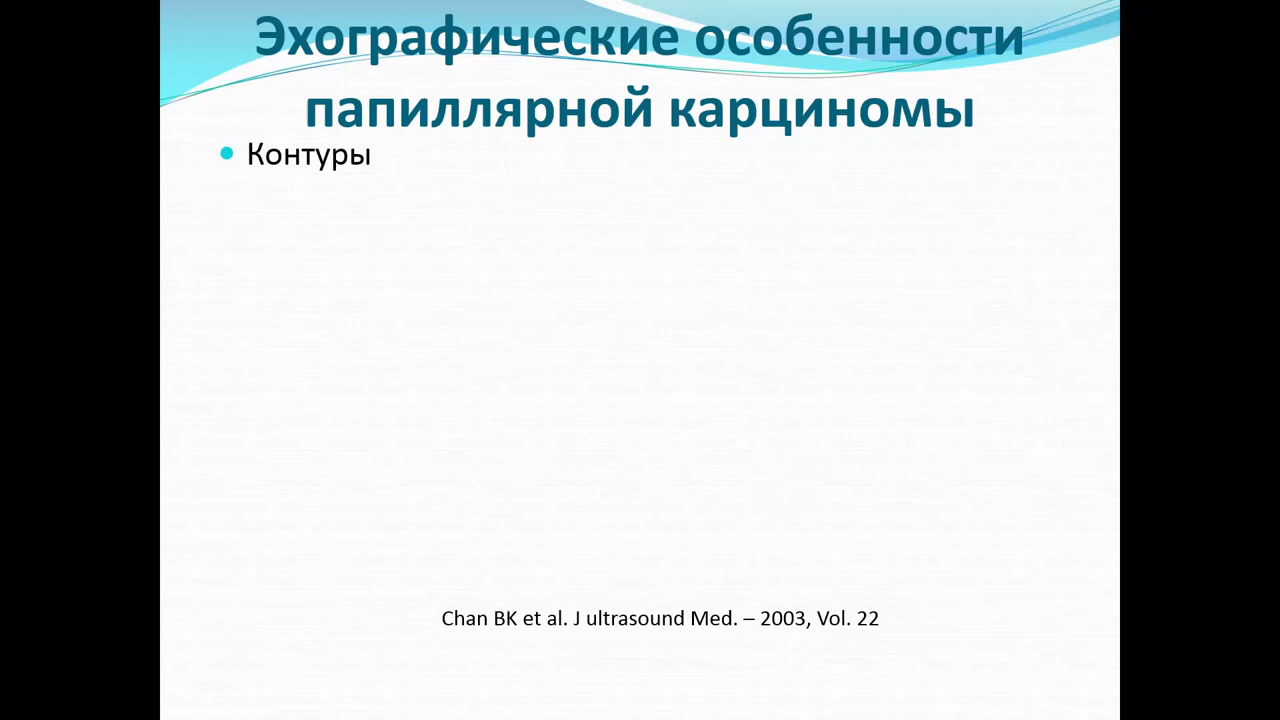 Эхографические особенности
папиллярной карциномы
Контуры
Chan BK et al. J ultrasound Med. – 2003, Vol. 22